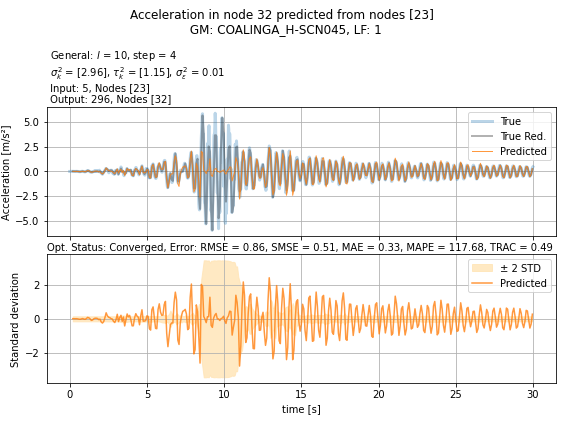 Acceleration in node 32 predicted from nodes [23]
GM: COALINGA_H-SCN045, LF: 1
General: l = 10, step = 4
σ²ₖ = [2.96], τ²ₖ = [1.15], σ²ε = 0.01
Input: 5, Nodes [23]
Output: 296, Nodes [32]
Acceleration [m/s²]
5.0
2.5
0.0
−2.5
−5.0
True
True Red.
Predicted
Opt. Status: Converged, Error: RMSE = 0.86, SMSE = 0.51, MAE = 0.33, MAPE = 117.68, TRAC = 0.49
Standard deviation
2
0
−2
± 2 STD
Predicted
0 5 10 15 20 25 30
time [s]